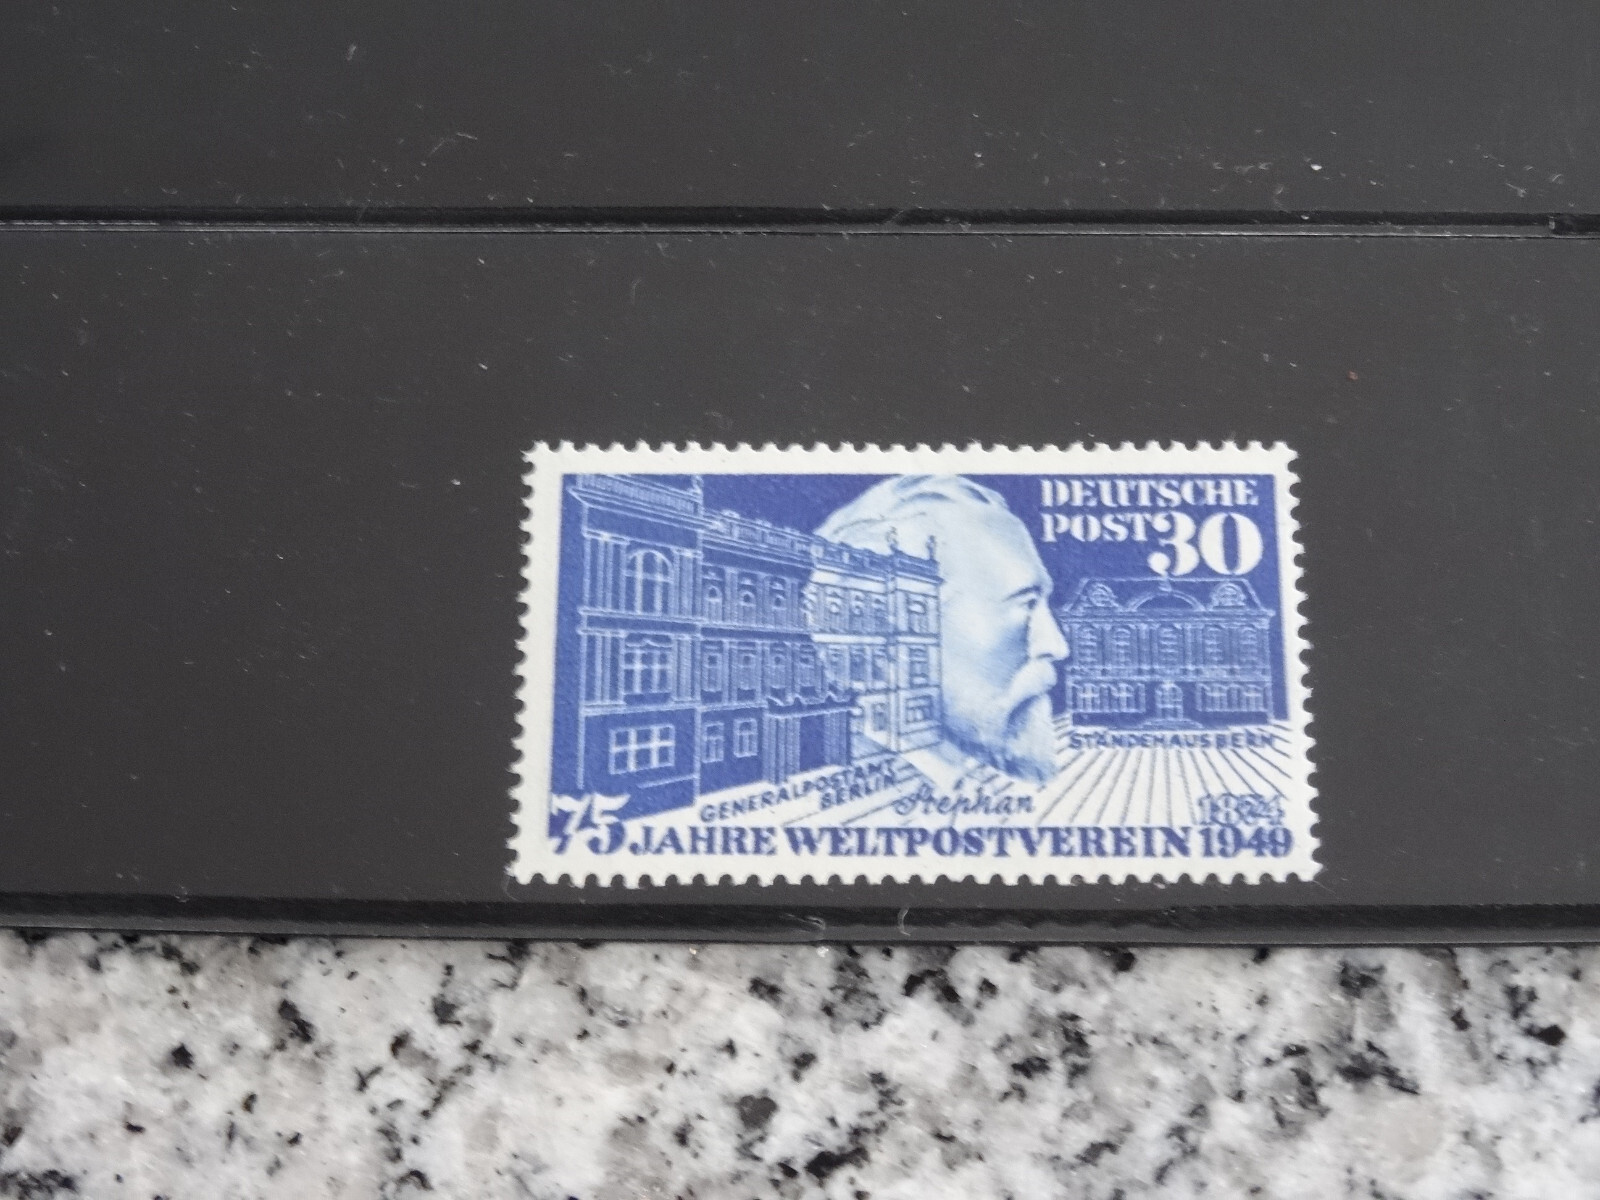 DEUTSCHE
POST 30
STÄNDEHAUS BERN
GENERALPOSTAMT
BERLIN
Stephan
1874
75 JAHRE WELTPOSTVEREIN 1949